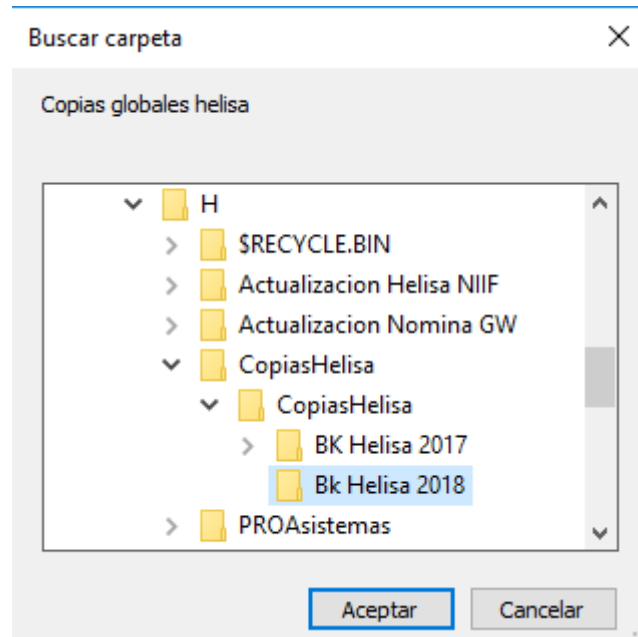 Buscar carpeta
Copias globales helisa
H
$RECYCLE.BIN
Actualizacion Helisa NIIF
Actualizacion Nomina GW
CopiasHelisa
CopiasHelisa
BK Helisa 2017
Bk Helisa 2018
PROAsistemas
Aceptar Cancelar